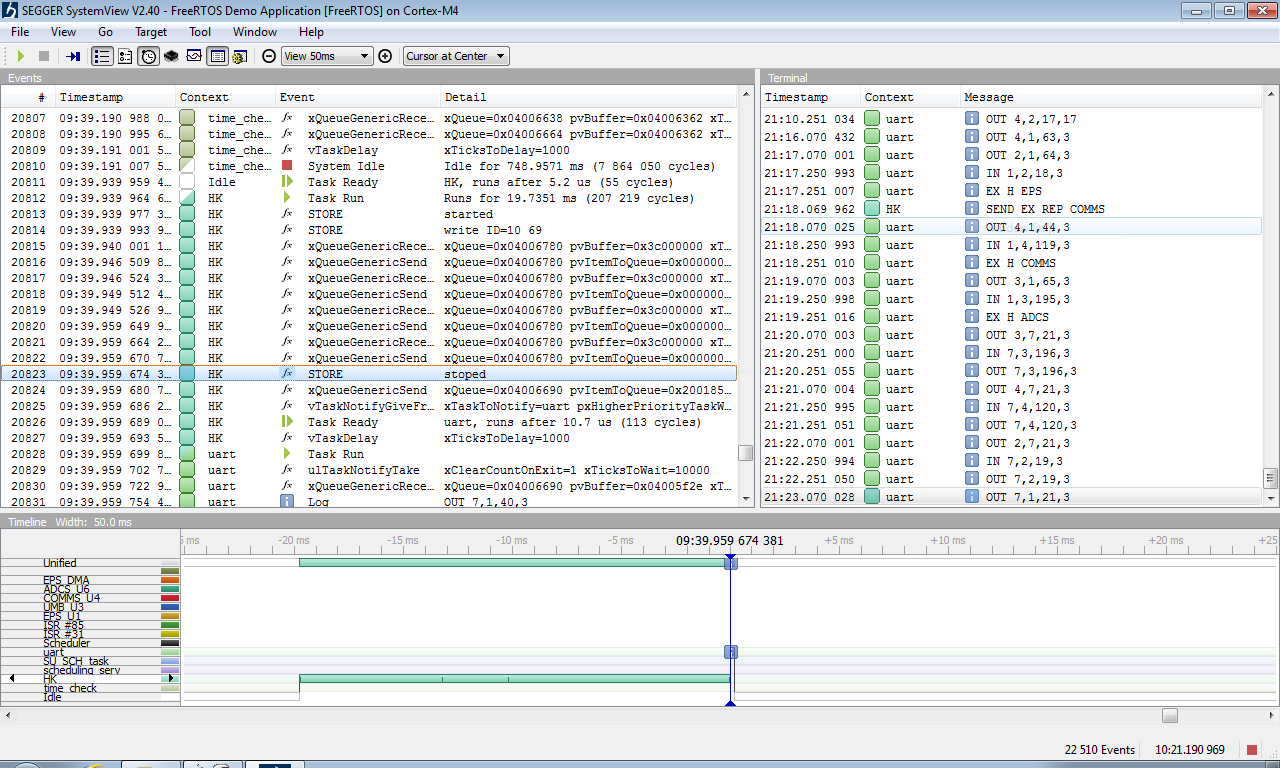 SEGGER SystemView V2.40 - FreeRTOS Demo Application [FreeRTOS] on Cortex-M4
File View Go Target Tool Window Help
View 50ms Cursor at Center
Events
# Timestamp Context Event Detail
20807 09:39.190 988 0... time_che... fx xQueueGenericRece... xQueue=0x04006638 pvBuffer=0x04006362 xT...
20808 09:39.190 995 6... time_che... fx xQueueGenericRece... xQueue=0x04006664 pvBuffer=0x04006362 xT...
20809 09:39.191 001 5... time_che... fx vTaskDelay xTicksToDelay=1000
20810 09:39.191 007 5... time_che... System Idle Idle for 748.9571 ms (7 864 050 cycles)
20811 09:39.939 959 4... Idle Task Ready HK, runs after 5.2 us (55 cycles)
20812 09:39.939 964 6... HK Task Run Runs for 19.7351 ms (207 219 cycles)
20813 09:39.939 977 3... HK fx STORE started
20814 09:39.939 993 9... HK fx STORE write ID=10 69
20815 09:39.940 001 1... HK fx xQueueGenericRece... xQueue=0x04006780 pvBuffer=0x3c000000 xT...
20816 09:39.946 509 8... HK fx xQueueGenericSend xQueue=0x04006780 pvItemToQueue=0x000000...
20817 09:39.946 524 3... HK fx xQueueGenericRece... xQueue=0x04006780 pvBuffer=0x3c000000 xT...
20818 09:39.949 512 4... HK fx xQueueGenericSend xQueue=0x04006780 pvItemToQueue=0x000000...
20819 09:39.949 526 9... HK fx xQueueGenericRece... xQueue=0x04006780 pvBuffer=0x3c000000 xT...
20820 09:39.959 649 9... HK fx xQueueGenericSend xQueue=0x04006780 pvItemToQueue=0x000000...
20821 09:39.959 664 2... HK fx xQueueGenericRece... xQueue=0x04006780 pvBuffer=0x3c000000 xT...
20822 09:39.959 670 7... HK fx xQueueGenericSend xQueue=0x04006780 pvItemToQueue=0x000000...
20823 09:39.959 674 3... HK fx STORE stoped
20824 09:39.959 680 7... HK fx xQueueGenericSend xQueue=0x04006690 pvItemToQueue=0x200185...
20825 09:39.959 686 2... HK fx vTaskNotifyGiveFr... xTaskToNotify=uart pxHigherPriorityTaskW...
20826 09:39.959 689 0... HK Task Ready uart, runs after 10.7 us (113 cycles)
20827 09:39.959 693 5... HK fx vTaskDelay xTicksToDelay=1000
20828 09:39.959 699 8... uart Task Run
20829 09:39.959 702 7... uart fx ulTaskNotifyTake xClearCountOnExit=1 xTicksToWait=10000
20830 09:39.959 722 9... uart fx xQueueGenericRece... xQueue=0x04006690 pvBuffer=0x04005f2e xT...
20831 09:39.959 754 4... uart Log OUT 7,1,40,3
Terminal
Timestamp Context Message
21:10.251 034 uart OUT 4,2,17,17
21:16.070 432 uart OUT 4,1,63,3
21:17.070 001 uart OUT 2,1,64,3
21:17.250 993 uart IN 1,2,18,3
21:17.251 007 uart EX H EPS
21:18.069 962 HK SEND EX REP COMMS
21:18.070 025 uart OUT 4,1,44,3
21:18.250 993 uart IN 1,4,119,3
21:18.251 010 uart EX H COMMS
21:19.070 003 uart OUT 3,1,65,3
21:19.250 998 uart IN 1,3,195,3
21:19.251 016 uart EX H ADCS
21:20.070 003 uart OUT 3,7,21,3
21:20.251 000 uart IN 7,3,196,3
21:20.251 055 uart OUT 7,3,196,3
21:21.070 004 uart OUT 4,7,21,3
21:21.250 995 uart IN 7,4,120,3
21:21.251 051 uart OUT 7,4,120,3
21:22.070 001 uart OUT 2,7,21,3
21:22.250 994 uart IN 7,2,19,3
21:22.251 050 uart OUT 7,2,19,3
21:23.070 028 uart OUT 7,1,21,3
Timeline Width: 50.0 ms
5 ms -20 ms -15 ms -10 ms -5 ms 09:39.959 674 381 +5 ms +10 ms +15 ms +20 ms +25
Unified
EPS_DMA
ADCS_U6
COMMS_U4
UMB_U3
EPS_U1
ISR #85
ISR #31
Scheduler
uart
SU_SCH_task
scheduling_serv
HK
time_check
Idle
22 510 Events 10:21.190 969